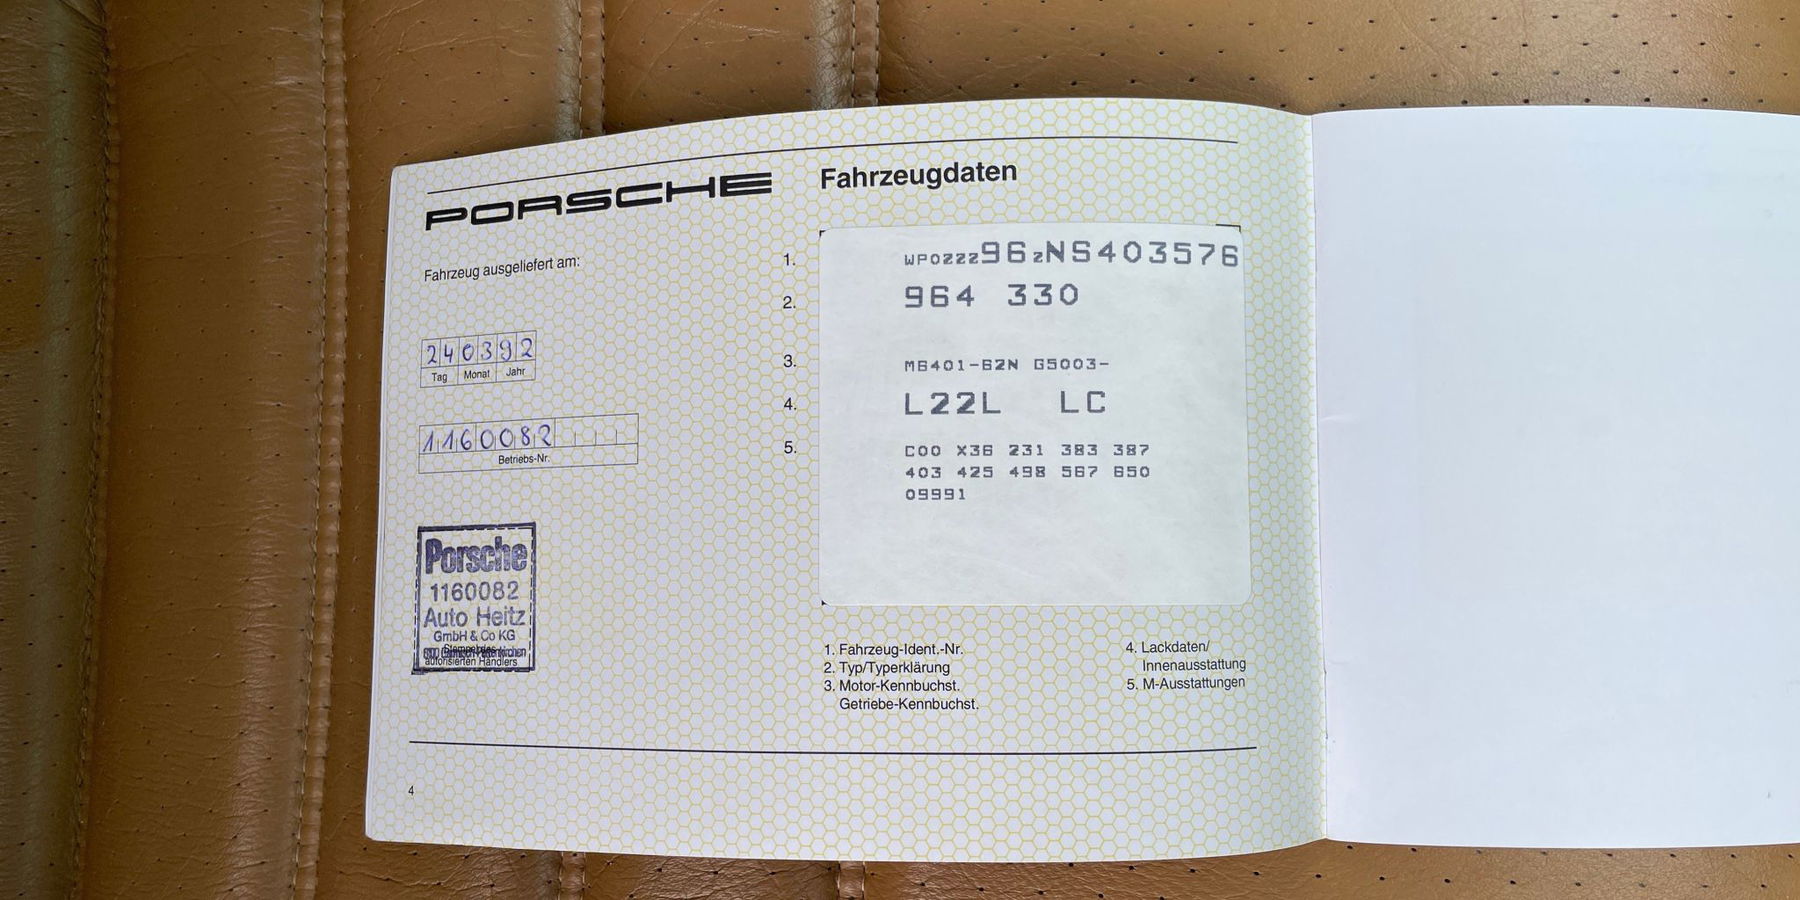 PORSCHE
Fahrzeugdaten
Fahrzeug ausgeliefert am:
240392
Tag Monat Jahr
1160082
Betriebs-Nr.
Porsche
1160082
Auto Heitz
GmbH & Co KG
autorisierten Händlers
1. WP0ZZZ96ZNS403576
2. 964 330
3. M6401-62N G5003-
4. L22L LC
5. C00 X36 231 383 387
403 425 498 567 650
09991
1. Fahrzeug-Ident.-Nr.
2. Typ/Typerklärung
3. Motor-Kennbuchst.
Getriebe-Kennbuchst.
4. Lackdaten/
Innenausstattung
5. M-Ausstattungen
4